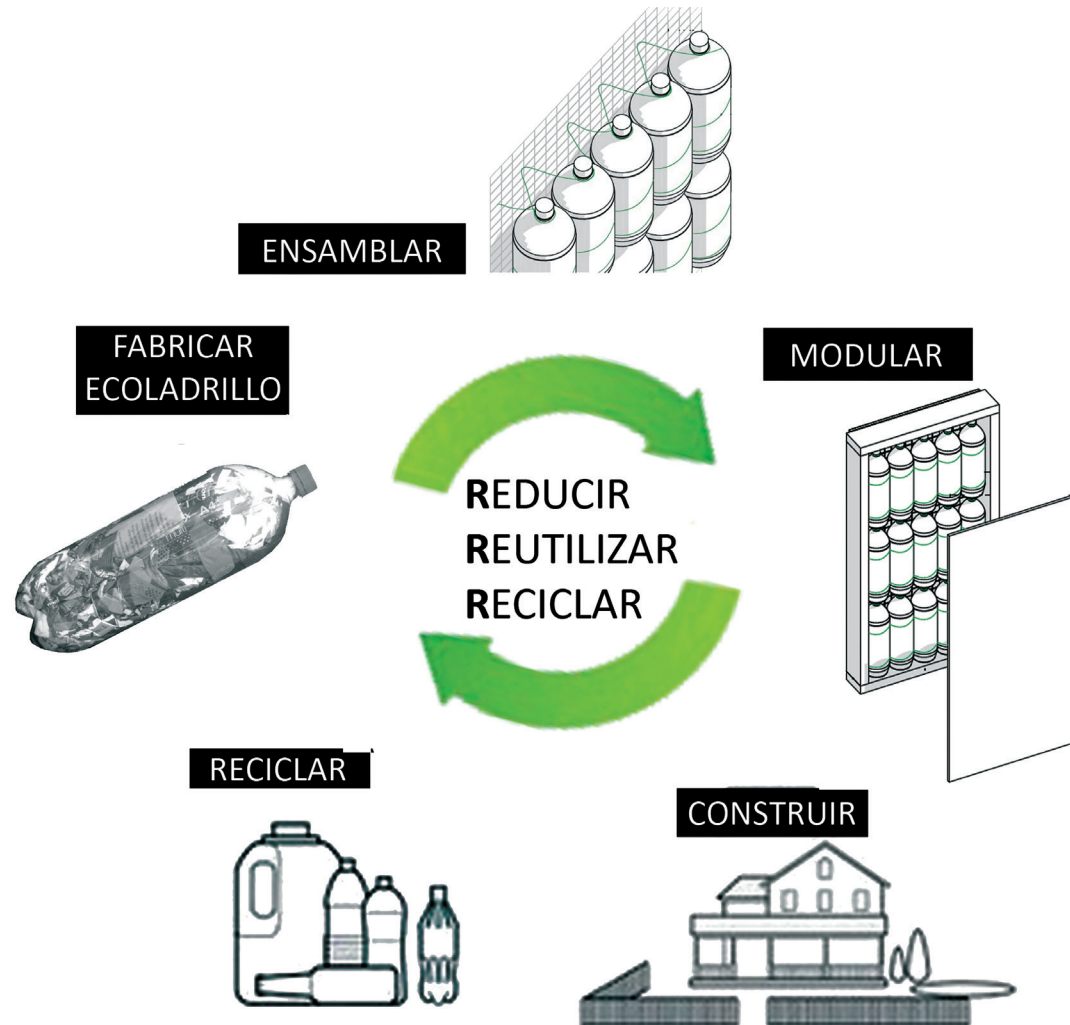 ENSAMBLAR
FABRICAR
ECOLADRILLO
MODULAR
REDUCIR
REUTILIZAR
RECICLAR
RECICLAR
CONSTRUIR